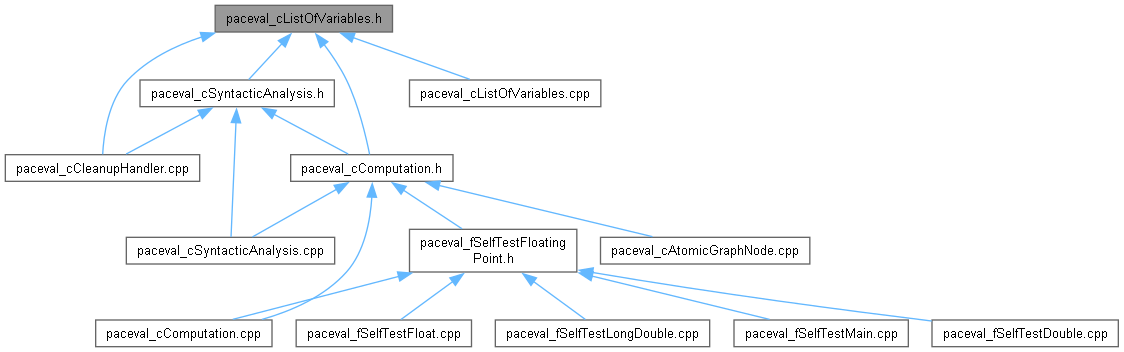 paceval_cListOfVariables.h
paceval_cSyntacticAnalysis.h
paceval_cListOfVariables.cpp
paceval_cCleanupHandler.cpp
paceval_cComputation.h
paceval_cSyntacticAnalysis.cpp
paceval_fSelfTestFloating
Point.h
paceval_cAtomicGraphNode.cpp
paceval_cComputation.cpp
paceval_fSelfTestFloat.cpp
paceval_fSelfTestLongDouble.cpp
paceval_fSelfTestMain.cpp
paceval_fSelfTestDouble.cpp